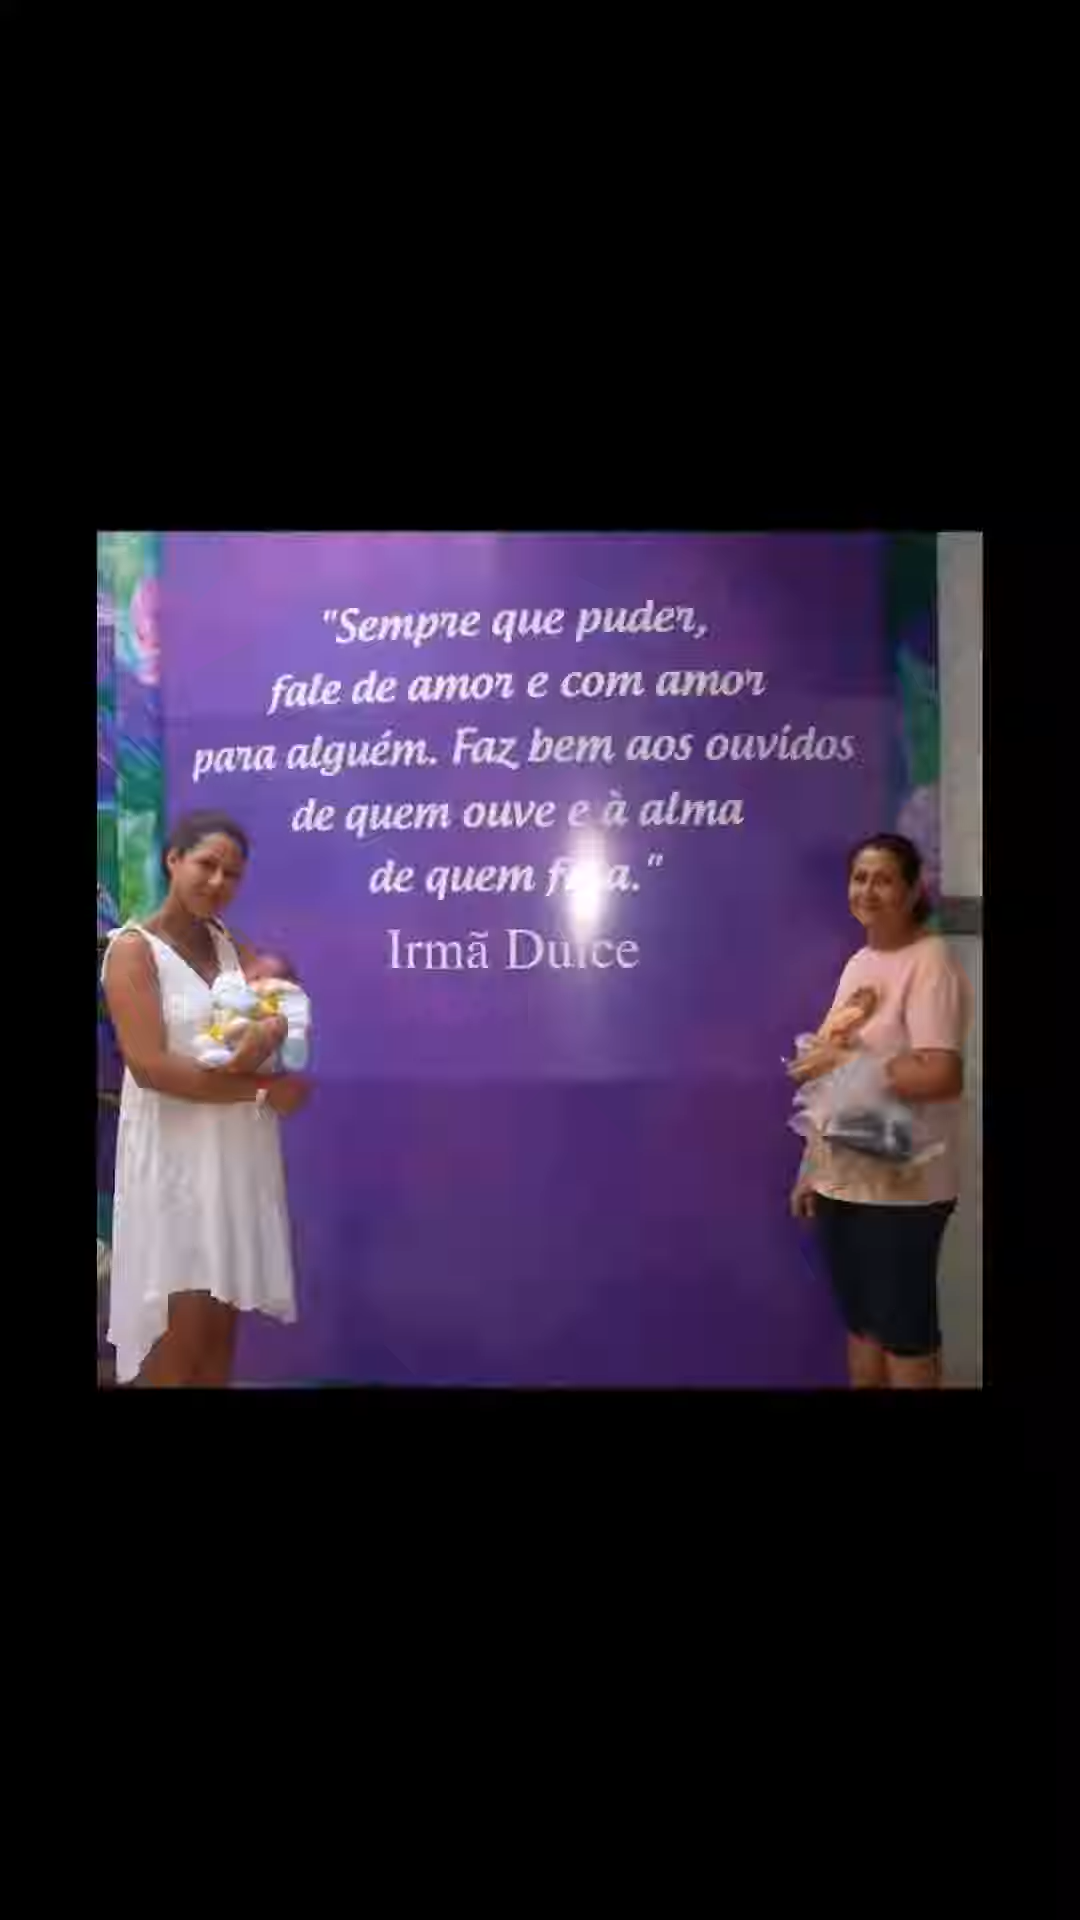 "Sempre que puder,
fale de amor e com amor
para alguém. Faz bem aos ouvidos
de quem ouve e à alma
de quem fala."
Irmã Dulce